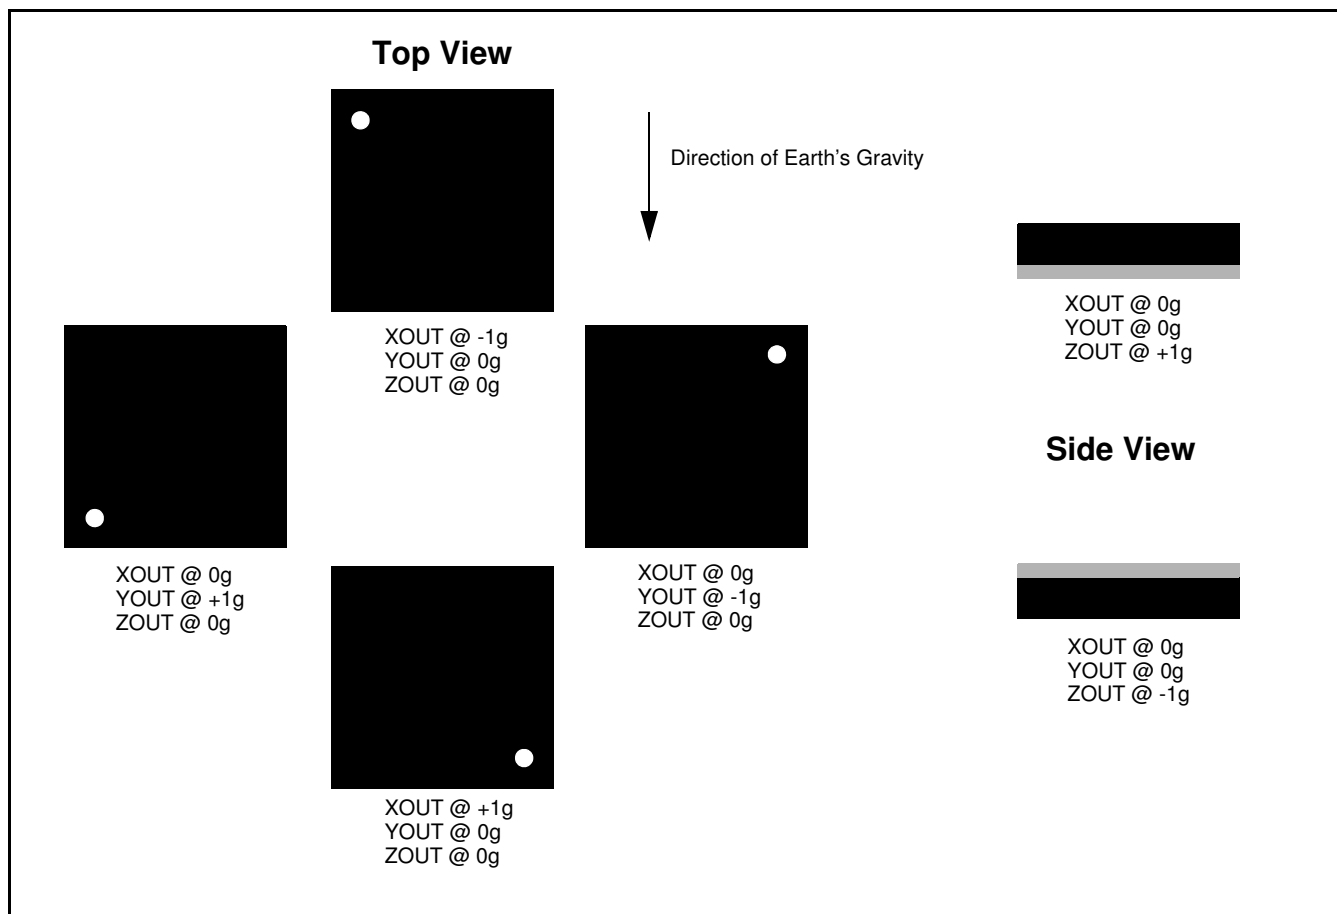 Top View
Direction of Earth's Gravity
XOUT @ -1g
YOUT @ 0g
ZOUT @ 0g
XOUT @ 0g
YOUT @ +1g
ZOUT @ 0g
XOUT @ 0g
YOUT @ -1g
ZOUT @ 0g
XOUT @ +1g
YOUT @ 0g
ZOUT @ 0g
XOUT @ 0g
YOUT @ 0g
ZOUT @ +1g
Side View
XOUT @ 0g
YOUT @ 0g
ZOUT @ -1g